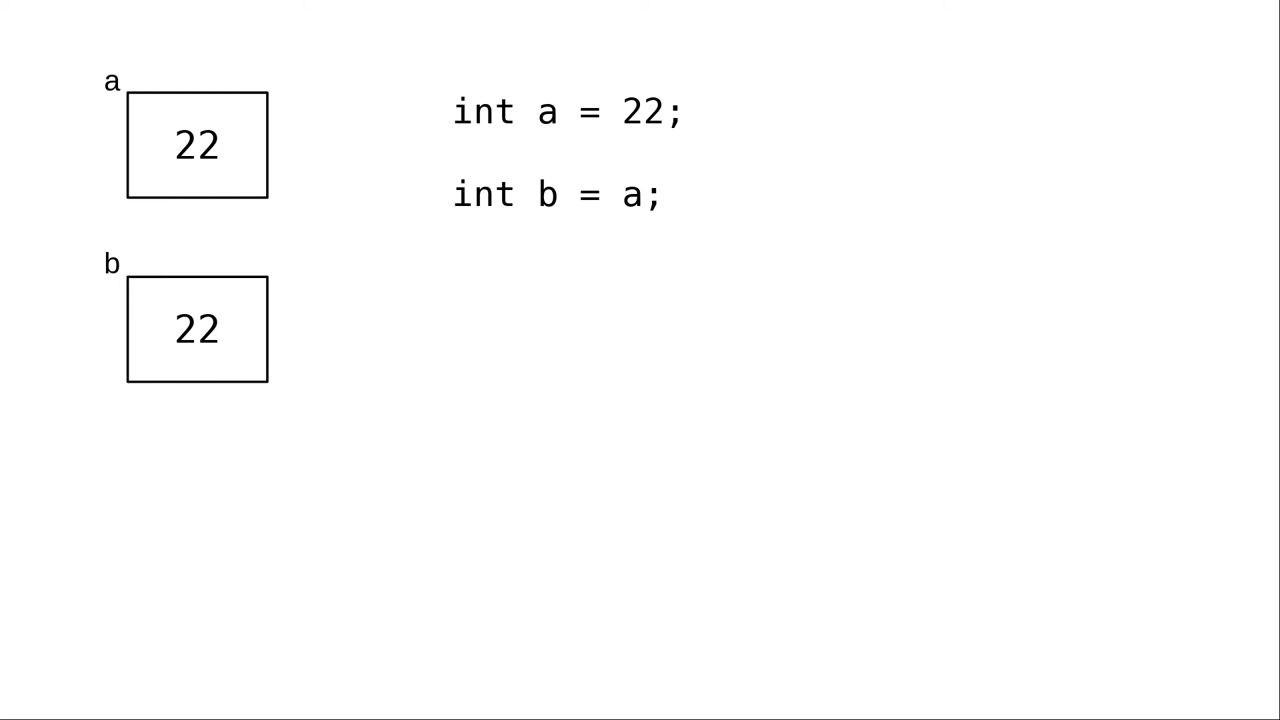 a
22
int a = 22;
int b = a;
b
22